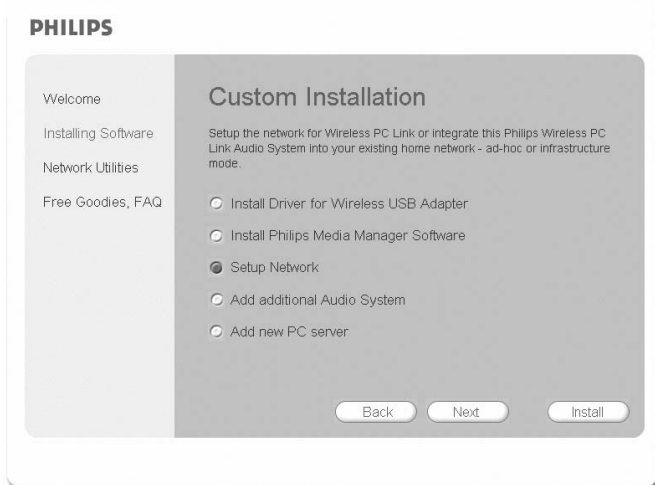 PHILIPS
Welcome
Installing Software
Network Utilities
Free Goodies, FAQ
Custom Installation
Setup the network for Wireless PC Link or integrate this Philips Wireless PC
Link Audio System into your existing home network - ad-hoc or infrastructure
mode.
Install Driver for Wireless USB Adapter
Install Philips Media Manager Software
Setup Network
Add additional Audio System
Add new PC server
Back
Next
Install